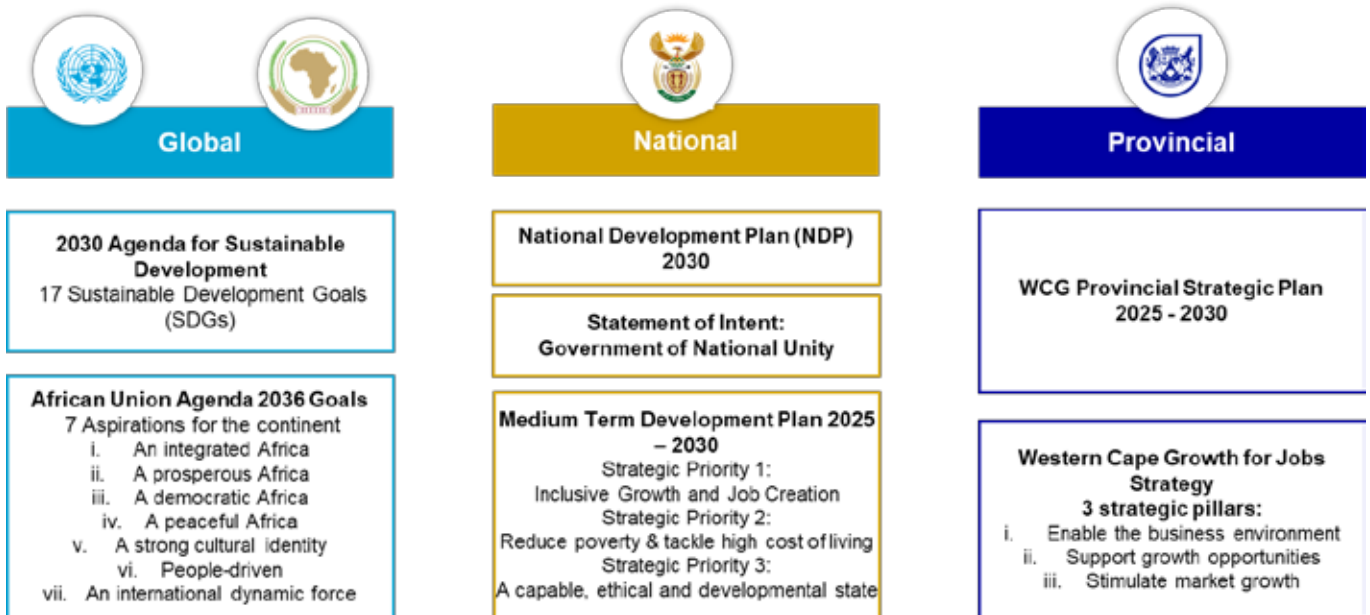 Global
2030 Agenda for Sustainable
Development
17 Sustainable Development Goals
(SDGs)
African Union Agenda 2036 Goals
7 Aspirations for the continent
i. An integrated Africa
ii. A prosperous Africa
iii. A democratic Africa
iv. A peaceful Africa
v. A strong cultural identity
vi. People-driven
vii. An international dynamic force
National
National Development Plan (NDP)
2030
Statement of Intent:
Government of National Unity
Medium Term Development Plan 2025
– 2030
Strategic Priority 1:
Inclusive Growth and Job Creation
Strategic Priority 2:
Reduce poverty & tackle high cost of living
Strategic Priority 3:
A capable, ethical and developmental state
Provincial
WCG Provincial Strategic Plan
2025 - 2030
Western Cape Growth for Jobs
Strategy
3 strategic pillars:
i. Enable the business environment
ii. Support growth opportunities
iii. Stimulate market growth